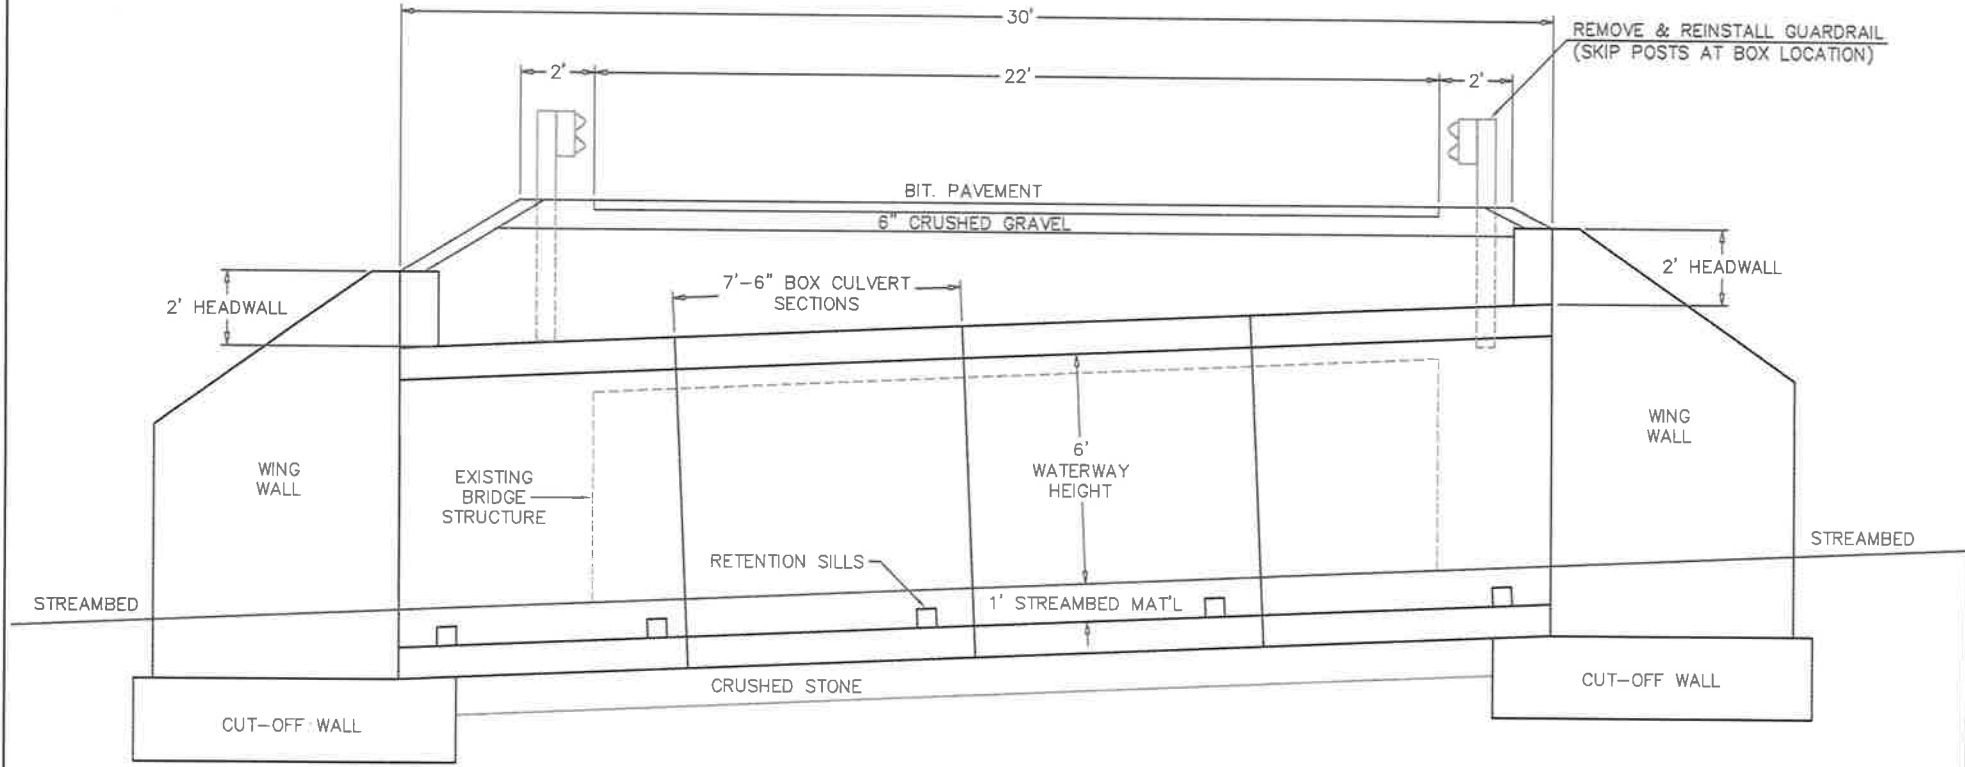 30'
REMOVE & REINSTALL GUARDRAIL
(SKIP POSTS AT BOX LOCATION)
2'
22'
2'
BIT. PAVEMENT
6" CRUSHED GRAVEL
2' HEADWALL
7'-6" BOX CULVERT
SECTIONS
2' HEADWALL
WING
WALL
EXISTING
BRIDGE
STRUCTURE
6'
WATERWAY
HEIGHT
WING
WALL
RETENTION SILLS
STREAMBED
STREAMBED
1' STREAMBED MAT'L
CRUSHED STONE
CUT-OFF WALL
CUT-OFF WALL